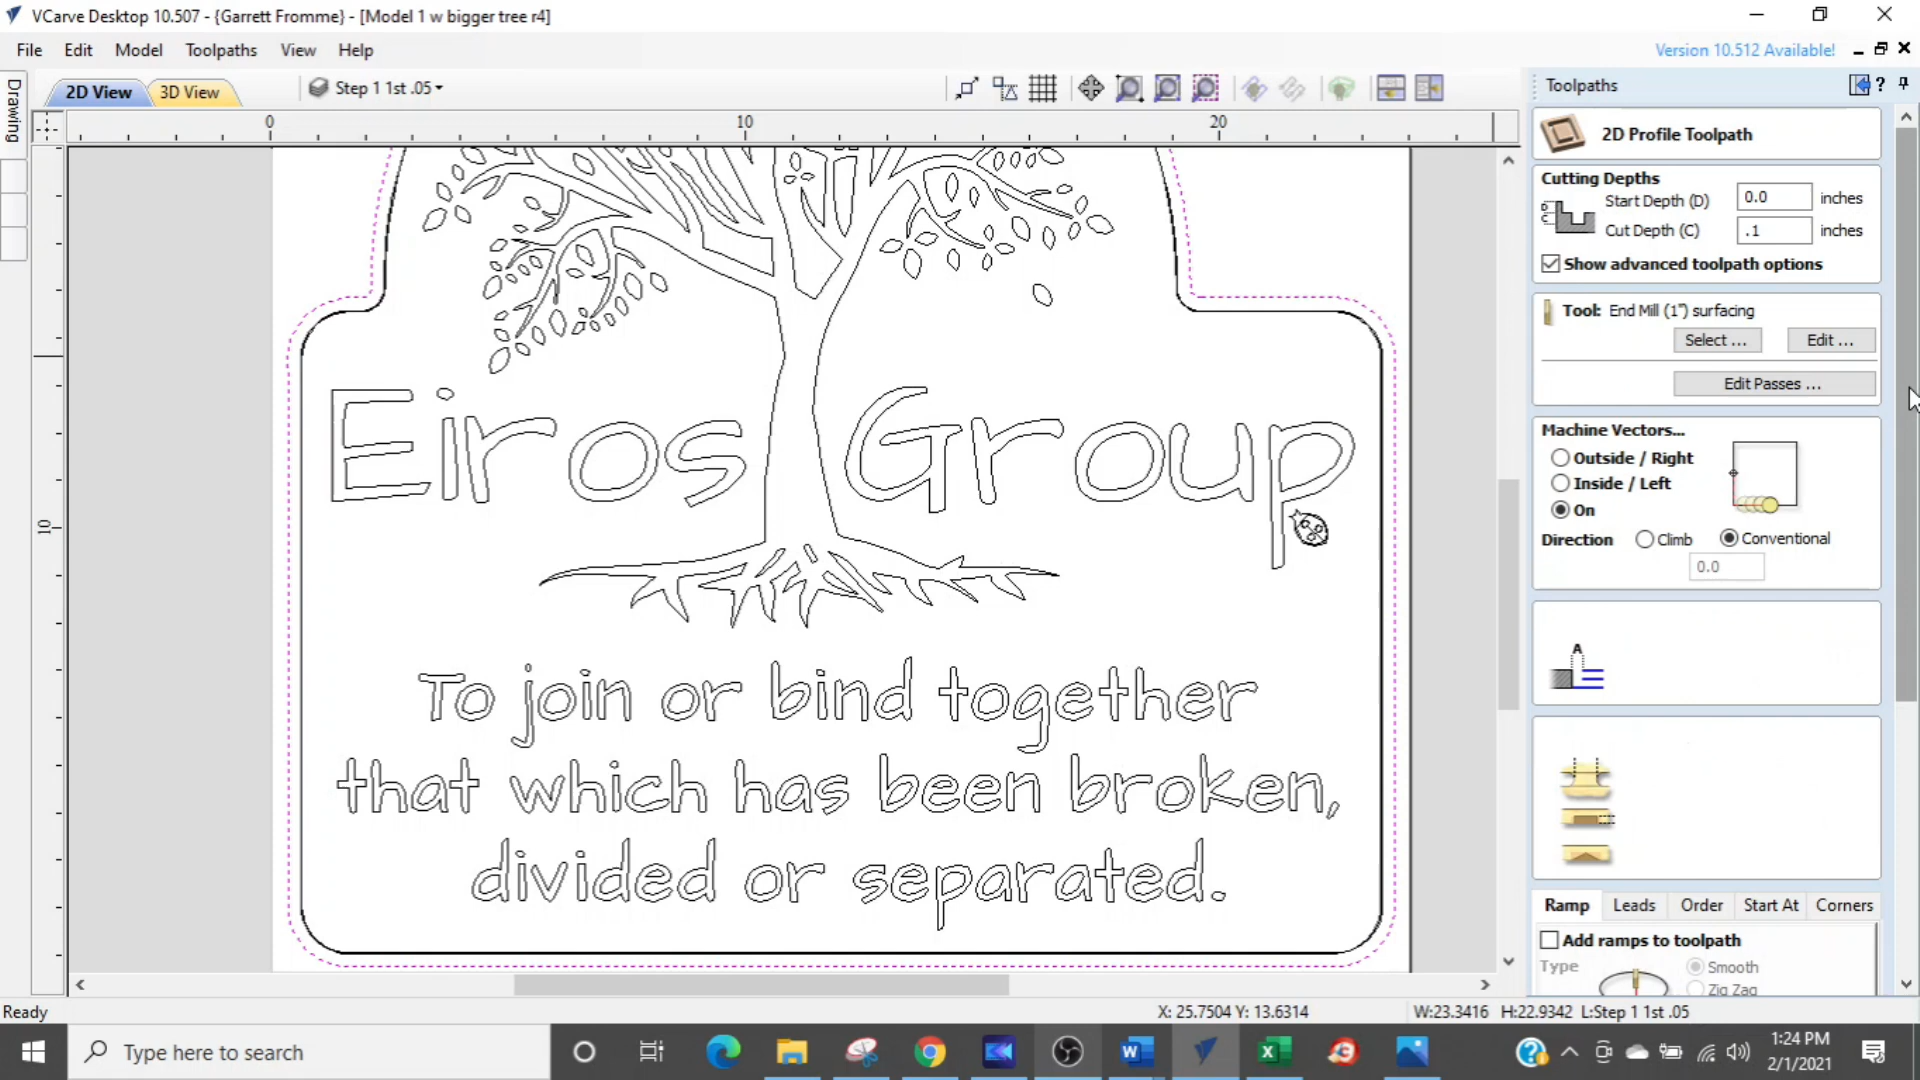 VCarve Desktop 10.507 - {Garrett Fromme} - [Model 1 w bigger tree r4]
File Edit Model Toolpaths View Help
Version 10.512 Available!
Drawing
2D View 3D View
Step 1 1st .05
0 10 20
10
Eiros Group
To join or bind together
that which has been broken,
divided or separated.
Toolpaths
2D Profile Toolpath
Cutting Depths
Start Depth (D) 0.0 inches
Cut Depth (C) .1 inches
Show advanced toolpath options
Tool: End Mill (1") surfacing
Select ... Edit ...
Edit Passes ...
Machine Vectors...
Outside / Right
Inside / Left
On
Direction Climb Conventional
0.0
A
Ramp Leads Order Start At Corners
Add ramps to toolpath
Type Smooth
Zig Zag
Ready
X: 25.7504 Y: 13.6314
W:23.3416 H:22.9342 L:Step 1 1st .05
Type here to search
1:24 PM
2/1/2021